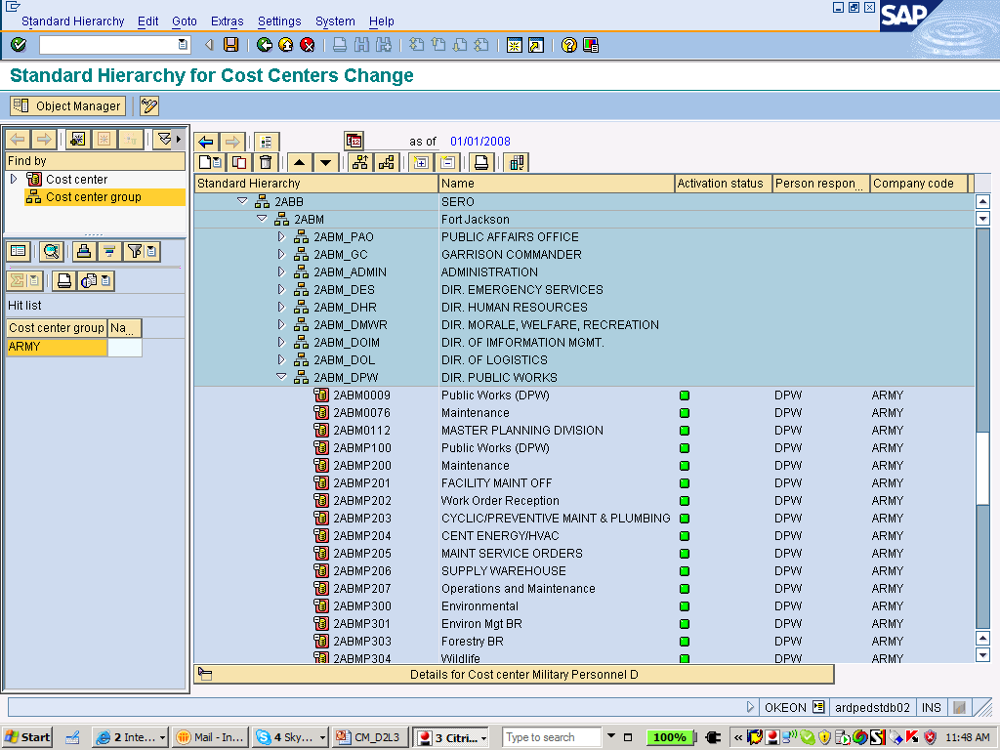 Standard Hierarchy Edit Goto Extras Settings System Help
SAP
Standard Hierarchy for Cost Centers Change
Object Manager
Find by
Cost center
Cost center group
Hit list
Cost center group Na...
ARMY
as of 01/01/2008
Standard Hierarchy Name Activation status Person respon... Company code
2ABB SERO
2ABM Fort Jackson
2ABM_PAO PUBLIC AFFAIRS OFFICE
2ABM_GC GARRISON COMMANDER
2ABM_ADMIN ADMINISTRATION
2ABM_DES DIR. EMERGENCY SERVICES
2ABM_DHR DIR. HUMAN RESOURCES
2ABM_DMWR DIR. MORALE, WELFARE, RECREATION
2ABM_DOIM DIR. OF IMFORMATION MGMT.
2ABM_DOL DIR. OF LOGISTICS
2ABM_DPW DIR. PUBLIC WORKS
2ABM0009 Public Works (DPW) DPW ARMY
2ABM0076 Maintenance DPW ARMY
2ABM0112 MASTER PLANNING DIVISION DPW ARMY
2ABMP100 Public Works (DPW) DPW ARMY
2ABMP200 Maintenance DPW ARMY
2ABMP201 FACILITY MAINT OFF DPW ARMY
2ABMP202 Work Order Reception DPW ARMY
2ABMP203 CYCLIC/PREVENTIVE MAINT & PLUMBING DPW ARMY
2ABMP204 CENT ENERGY/HVAC DPW ARMY
2ABMP205 MAINT SERVICE ORDERS DPW ARMY
2ABMP206 SUPPLY WAREHOUSE DPW ARMY
2ABMP207 Operations and Maintenance DPW ARMY
2ABMP300 Environmental DPW ARMY
2ABMP301 Environ Mgt BR DPW ARMY
2ABMP303 Forestry BR DPW ARMY
2ABMP304 Wildlife DPW ARMY
Details for Cost center Military Personnel D
OKEON ardpedstdb02 INS
Start 2 Inte... Mail - In... 4 Sky... CM_D2L3 3 Citri... Type to search 100% « 11:48 AM